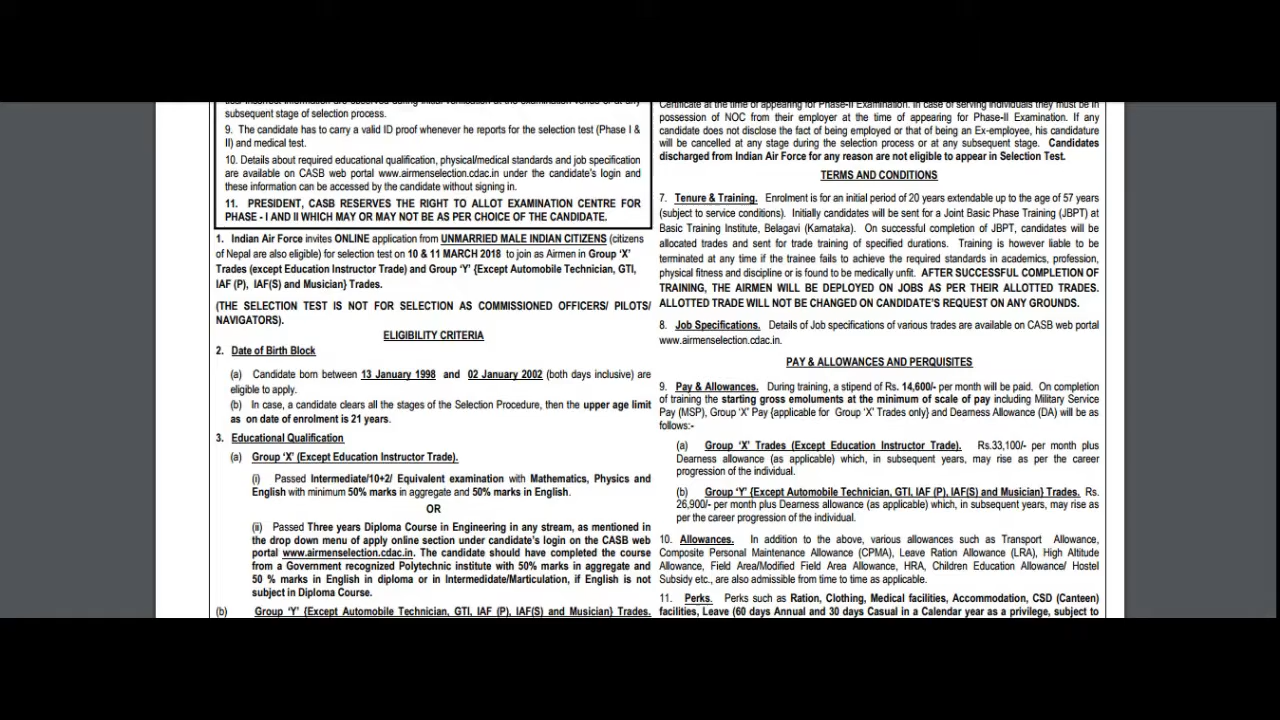 subsequent stage of selection process.
9. The candidate has to carry a valid ID proof whenever he reports for the selection test (Phase I &
II) and medical test.
10. Details about required educational qualification, physical/medical standards and job specification
are available on CASB web portal www.airmenselection.cdac.in under the candidate's login and
these information can be accessed by the candidate without signing in.
11. PRESIDENT, CASB RESERVES THE RIGHT TO ALLOT EXAMINATION CENTRE FOR
PHASE - I AND II WHICH MAY OR MAY NOT BE AS PER CHOICE OF THE CANDIDATE.
1. Indian Air Force invites ONLINE application from UNMARRIED MALE INDIAN CITIZENS (citizens
of Nepal are also eligible) for selection test on 10 & 11 MARCH 2018 to join as Airmen in Group 'X'
Trades (except Education Instructor Trade) and Group 'Y' {Except Automobile Technician, GTI,
IAF (P), IAF(S) and Musician} Trades.
(THE SELECTION TEST IS NOT FOR SELECTION AS COMMISSIONED OFFICERS/ PILOTS/
NAVIGATORS).
ELIGIBILITY CRITERIA
2. Date of Birth Block
(a) Candidate born between 13 January 1998 and 02 January 2002 (both days inclusive) are
eligible to apply.
(b) In case, a candidate clears all the stages of the Selection Procedure, then the upper age limit
as on date of enrolment is 21 years.
3. Educational Qualification
(a) Group 'X' (Except Education Instructor Trade).
(i) Passed Intermediate/10+2/ Equivalent examination with Mathematics, Physics and
English with minimum 50% marks in aggregate and 50% marks in English.
OR
(ii) Passed Three years Diploma Course in Engineering in any stream, as mentioned in
the drop down menu of apply online section under candidate's login on the CASB web
portal www.airmenselection.cdac.in. The candidate should have completed the course
from a Government recognized Polytechnic institute with 50% marks in aggregate and
50 % marks in English in diploma or in Intermedidate/Marticulation, if English is not
subject in Diploma Course.
(b) Group 'Y' {Except Automobile Technician, GTI, IAF (P), IAF(S) and Musician} Trades.
Certificate at the time of appearing for Phase-II Examination. In case of serving individuals they must be in
possession of NOC from their employer at the time of appearing for Phase-II Examination. If any
candidate does not disclose the fact of being employed or that of being an Ex-employee, his candidature
will be cancelled at any stage during the selection process or at any subsequent stage. Candidates
discharged from Indian Air Force for any reason are not eligible to appear in Selection Test.
TERMS AND CONDITIONS
7. Tenure & Training. Enrolment is for an initial period of 20 years extendable up to the age of 57 years
(subject to service conditions). Initially candidates will be sent for a Joint Basic Phase Training (JBPT) at
Basic Training Institute, Belagavi (Karnataka). On successful completion of JBPT, candidates will be
allocated trades and sent for trade training of specified durations. Training is however liable to be
terminated at any time if the trainee fails to achieve the required standards in academics, profession,
physical fitness and discipline or is found to be medically unfit. AFTER SUCCESSFUL COMPLETION OF
TRAINING, THE AIRMEN WILL BE DEPLOYED ON JOBS AS PER THEIR ALLOTTED TRADES.
ALLOTTED TRADE WILL NOT BE CHANGED ON CANDIDATE'S REQUEST ON ANY GROUNDS.
8. Job Specifications. Details of Job specifications of various trades are available on CASB web portal
www.airmenselection.cdac.in.
PAY & ALLOWANCES AND PERQUISITES
9. Pay & Allowances. During training, a stipend of Rs. 14,600/- per month will be paid. On completion
of training the starting gross emoluments at the minimum of scale of pay including Military Service
Pay (MSP), Group 'X' Pay {applicable for Group 'X' Trades only} and Dearness Allowance (DA) will be as
follows:-
(a) Group 'X' Trades (Except Education Instructor Trade). Rs.33,100/- per month plus
Dearness allowance (as applicable) which, in subsequent years, may rise as per the career
progression of the individual.
(b) Group 'Y' {Except Automobile Technician, GTI, IAF (P), IAF(S) and Musician} Trades. Rs.
26,900/- per month plus Dearness allowance (as applicable) which, in subsequent years, may rise as
per the career progression of the individual.
10. Allowances. In addition to the above, various allowances such as Transport Allowance,
Composite Personal Maintenance Allowance (CPMA), Leave Ration Allowance (LRA), High Altitude
Allowance, Field Area/Modified Field Area Allowance, HRA, Children Education Allowance/ Hostel
Subsidy etc., are also admissible from time to time as applicable.
11. Perks. Perks such as Ration, Clothing, Medical facilities, Accommodation, CSD (Canteen)
facilities, Leave (60 days Annual and 30 days Casual in a Calendar year as a privilege, subject to